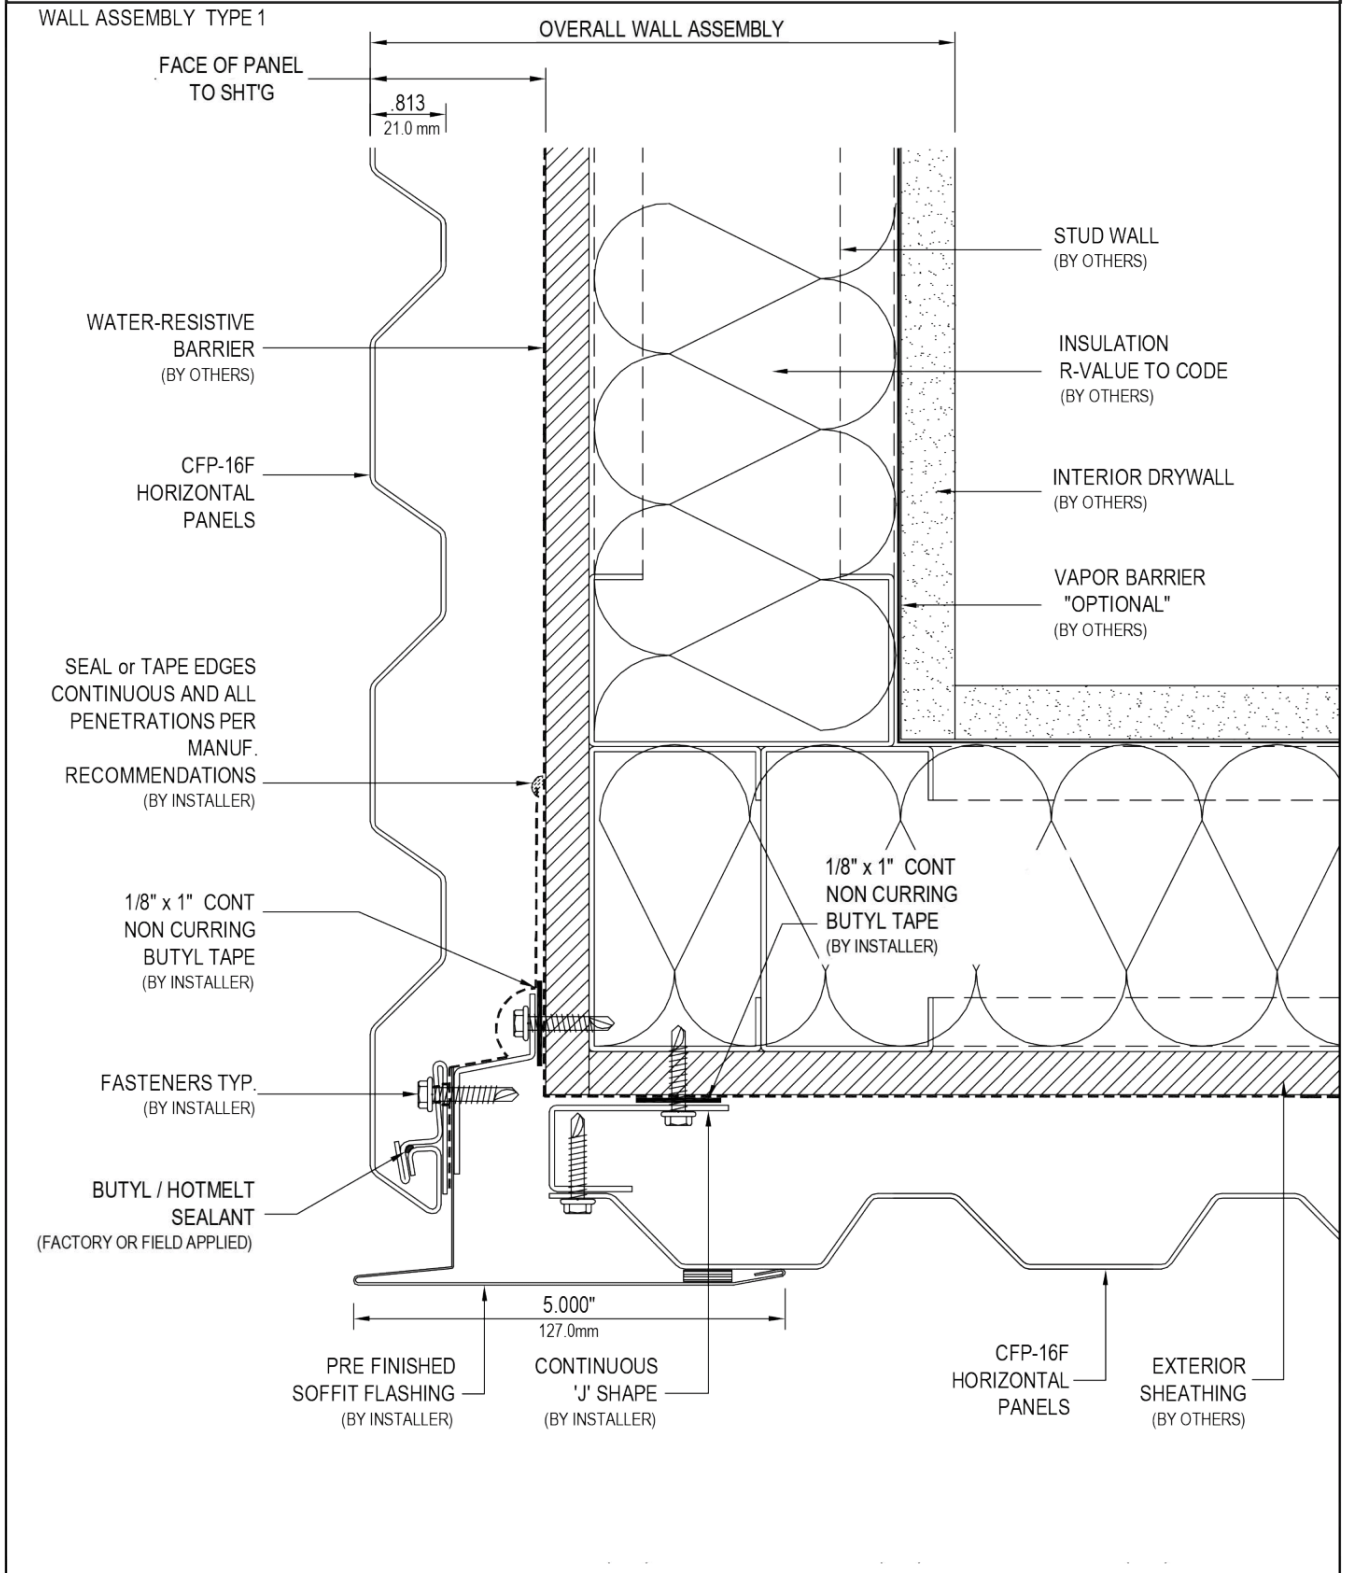 WALL ASSEMBLY TYPE 1
OVERALL WALL ASSEMBLY
FACE OF PANEL
TO SHT'G
.813
21.0 mm
STUD WALL
(BY OTHERS)
WATER-RESISTIVE
BARRIER
(BY OTHERS)
INSULATION
R-VALUE TO CODE
(BY OTHERS)
CFP-16F
HORIZONTAL
PANELS
INTERIOR DRYWALL
(BY OTHERS)
VAPOR BARRIER
"OPTIONAL"
(BY OTHERS)
SEAL or TAPE EDGES
CONTINUOUS AND ALL
PENETRATIONS PER
MANUF.
RECOMMENDATIONS
(BY INSTALLER)
1/8" x 1" CONT
NON CURRING
BUTYL TAPE
(BY INSTALLER)
1/8" x 1" CONT
NON CURRING
BUTYL TAPE
(BY INSTALLER)
FASTENERS TYP.
(BY INSTALLER)
BUTYL / HOTMELT
SEALANT
(FACTORY OR FIELD APPLIED)
5.000"
127.0mm
PRE FINISHED
SOFFIT FLASHING
(BY INSTALLER)
CONTINUOUS
'J' SHAPE
(BY INSTALLER)
CFP-16F
HORIZONTAL
PANELS
EXTERIOR
SHEATHING
(BY OTHERS)